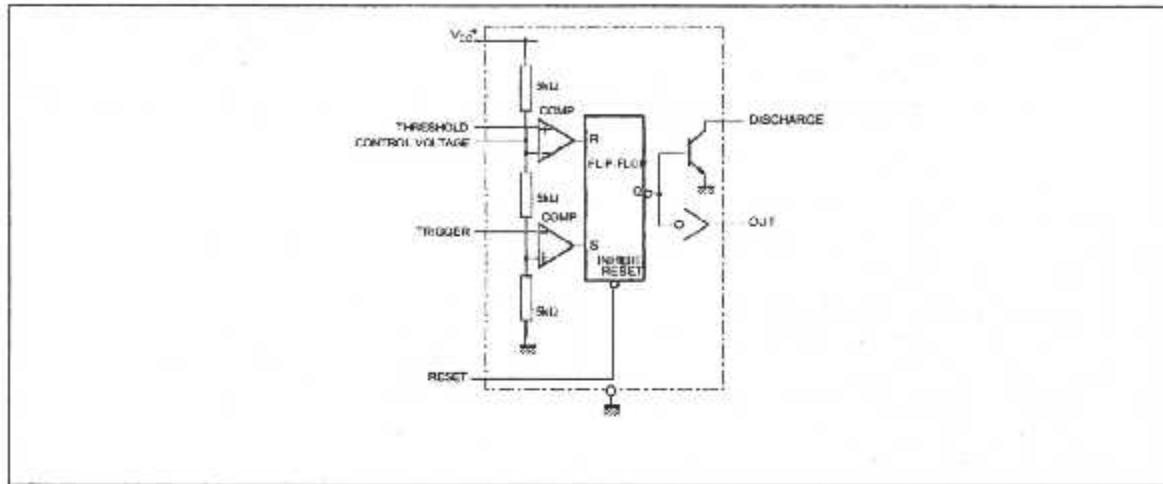 VCC+
5kΩ
COMP
THRESHOLD
CONTROL VOLTAGE
R
FLIP-FLOP
DISCHARGE
Q
5kΩ
COMP
TRIGGER
S
OUT
INHIBIT/
RESET
5kΩ
RESET